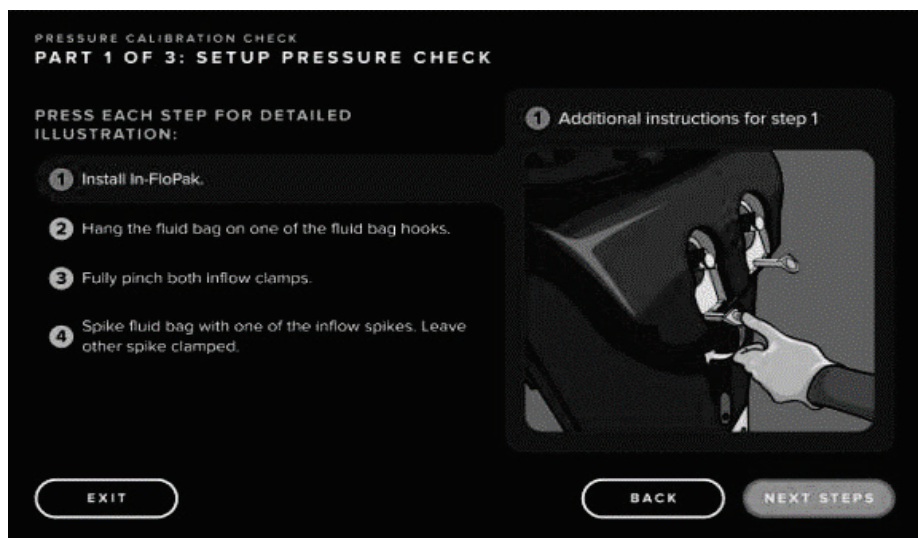 PRESSURE CALIBRATION CHECK
PART 1 OF 3: SETUP PRESSURE CHECK
PRESS EACH STEP FOR DETAILED
ILLUSTRATION:
1 Install In-FloPak.
2 Hang the fluid bag on one of the fluid bag hooks.
3 Fully pinch both inflow clamps.
4 Spike fluid bag with one of the inflow spikes. Leave
other spike clamped.
1 Additional instructions for step 1
EXIT
BACK
NEXT STEPS